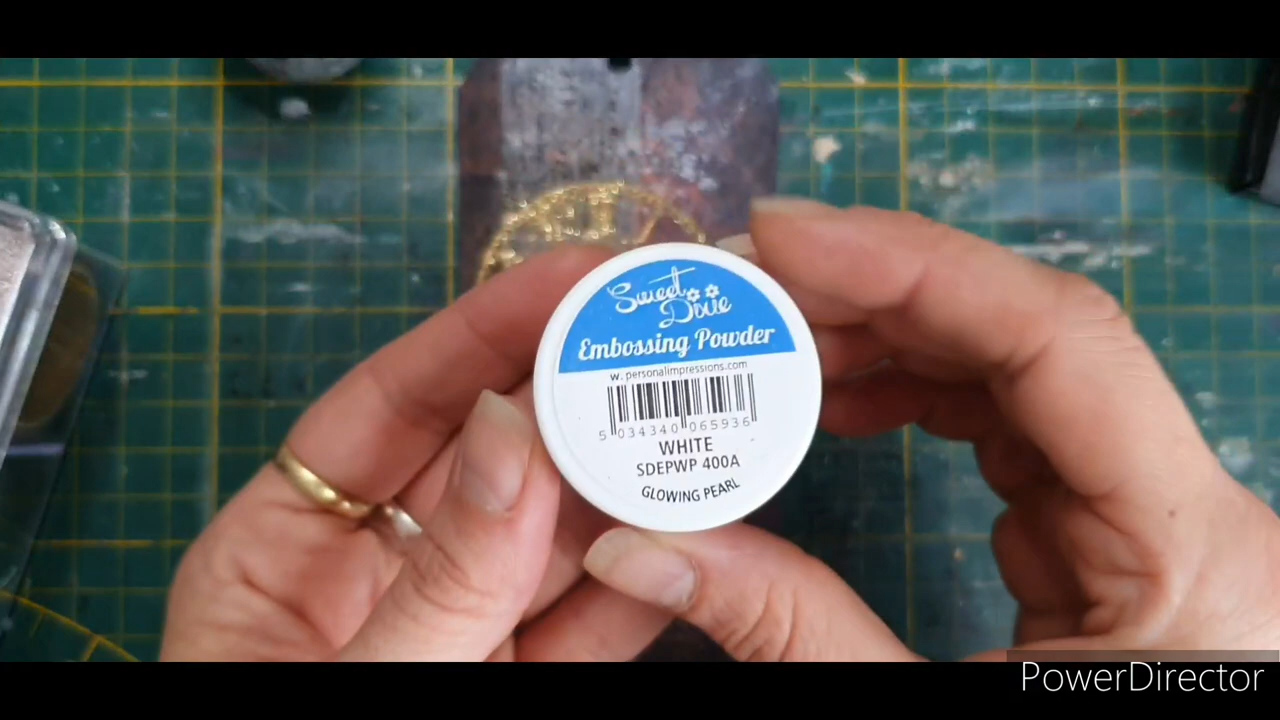 Sweet
Dixie
Embossing Powder
w. personalimpressions.com
5 034340 065936
WHITE
SDEPWP 400A
GLOWING PEARL
PowerDirector